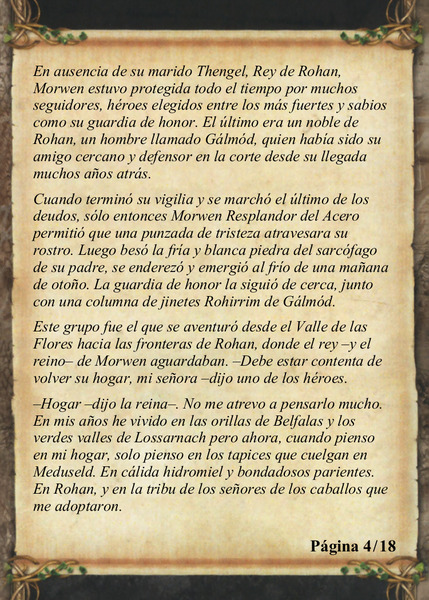 En ausencia de su marido Thengel, Rey de Rohan,
Morwen estuvo protegida todo el tiempo por muchos
seguidores, héroes elegidos entre los más fuertes y sabios
como su guardia de honor. El último era un noble de
Rohan, un hombre llamado Gálmód, quien había sido su
amigo cercano y defensor en la corte desde su llegada
muchos años atrás.
Cuando terminó su vigilia y se marchó el último de los
deudos, sólo entonces Morwen Resplandor del Acero
permitió que una punzada de tristeza atravesara su
rostro. Luego besó la fría y blanca piedra del sarcófago
de su padre, se enderezó y emergió al frío de una mañana
de otoño. La guardia de honor la siguió de cerca, junto
con una columna de jinetes Rohirrim de Gálmód.
Este grupo fue el que se aventuró desde el Valle de las
Flores hacia las fronteras de Rohan, donde el rey –y el
reino– de Morwen aguardaban. –Debe estar contenta de
volver su hogar, mi señora –dijo uno de los héroes.
–Hogar –dijo la reina–. No me atrevo a pensarlo mucho.
En mis años he vivido en las orillas de Belfalas y los
verdes valles de Lossarnach pero ahora, cuando pienso
en mi hogar, solo pienso en los tapices que cuelgan en
Meduseld. En cálida hidromiel y bondadosos parientes.
En Rohan, y en la tribu de los señores de los caballos que
me adoptaron.
Página 4/18